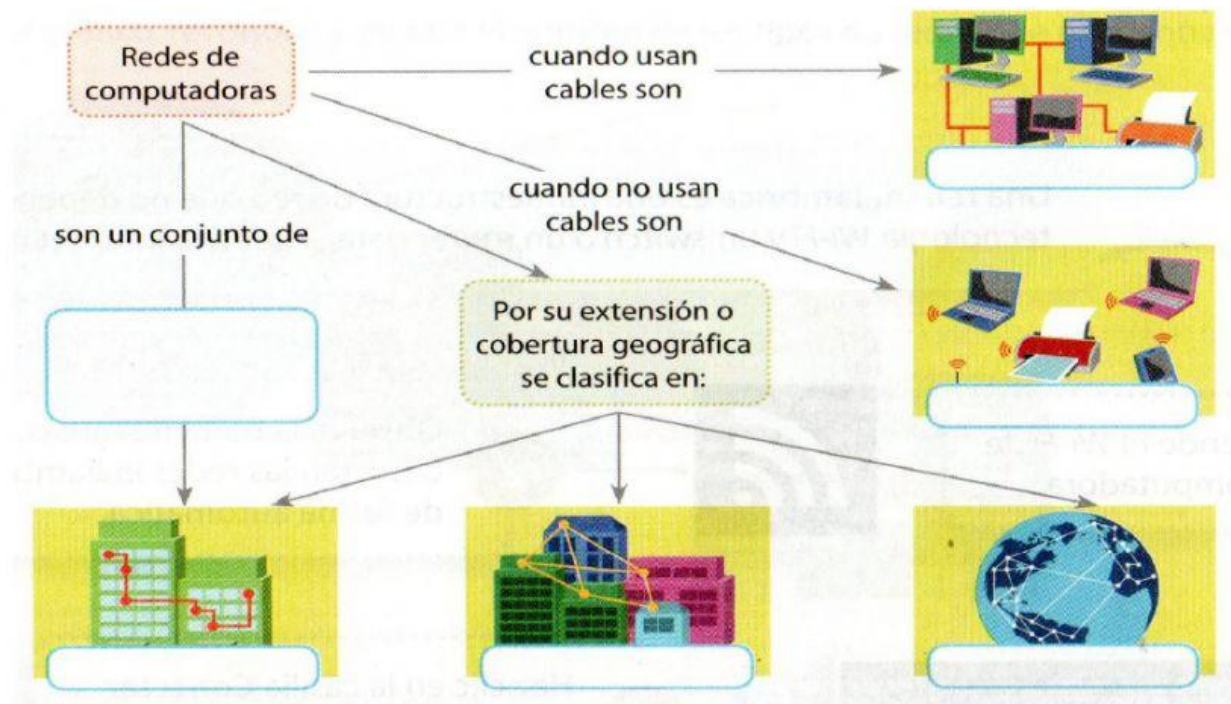 Redes de
computadoras
cuando usan
cables son
cuando no usan
cables son
son un conjunto de
Por su extensión o
cobertura geográfica
se clasifica en: